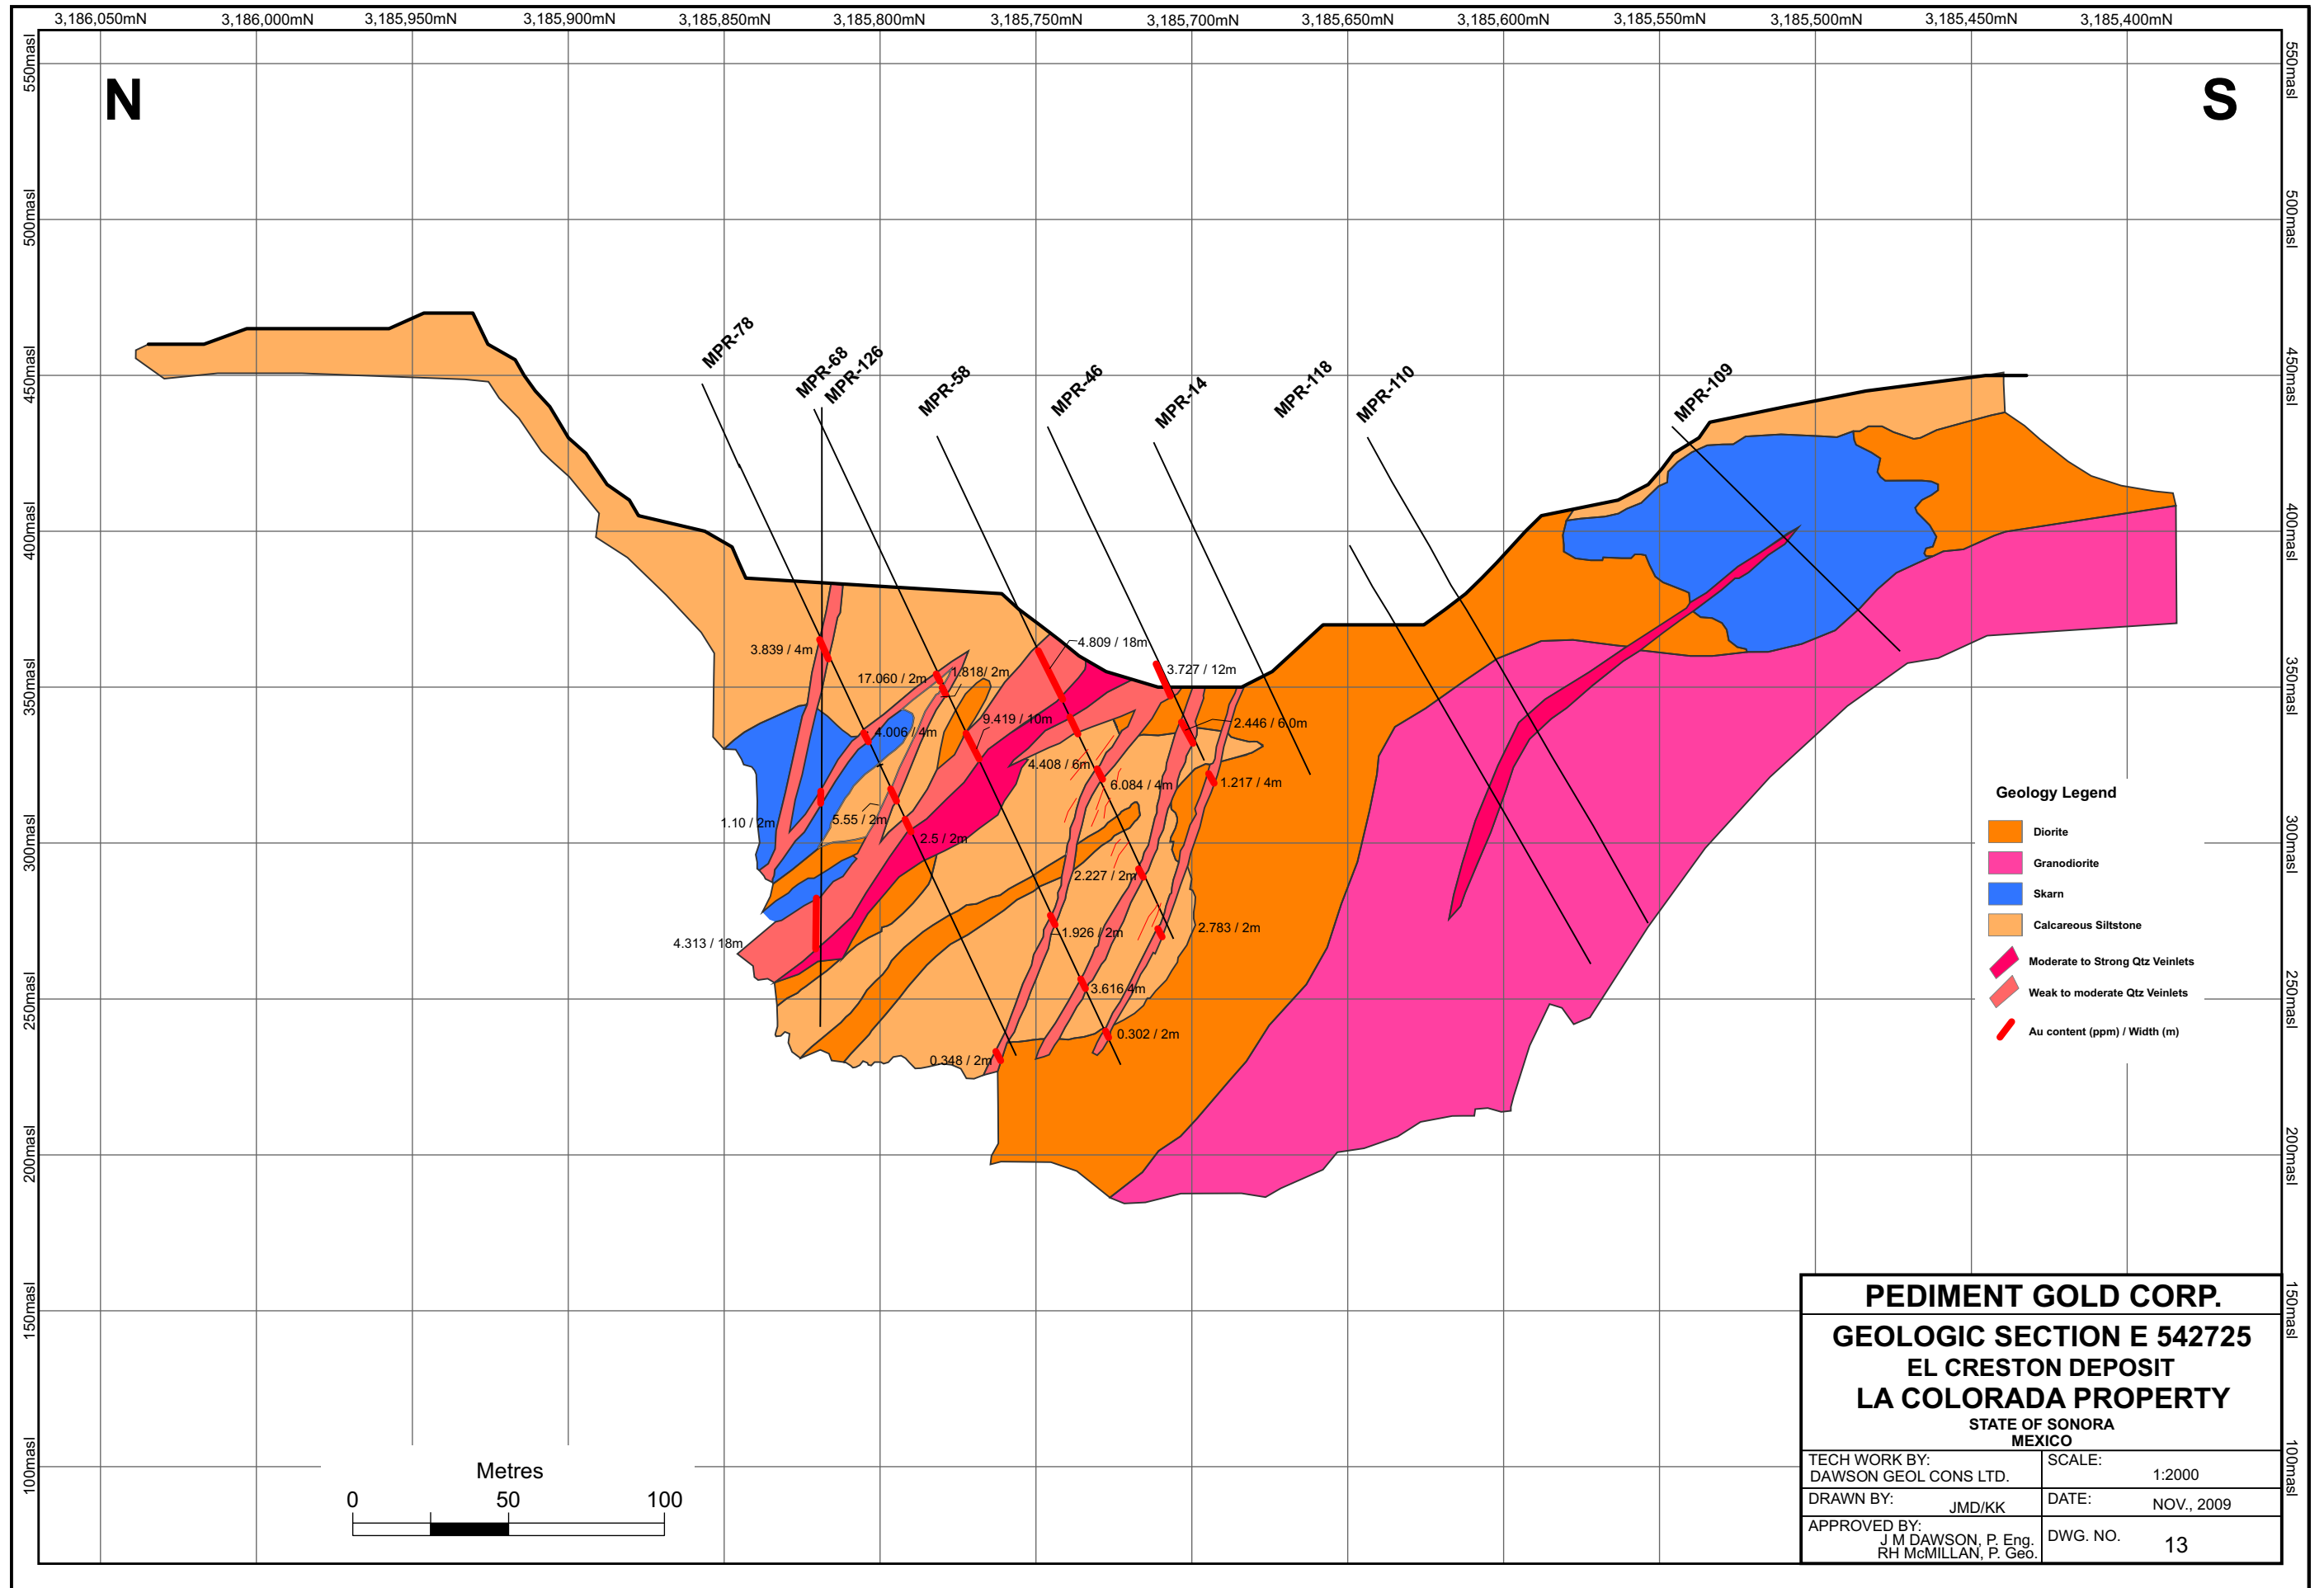 3,186,050mN 3,186,000mN 3,185,950mN 3,185,900mN 3,185,850mN 3,185,800mN 3,185,750mN 3,185,700mN 3,185,650mN 3,185,600mN 3,185,550mN 3,185,500mN 3,185,450mN 3,185,400mN
550masl 550masl
N S
500masl 500masl
450masl 450masl
400masl 400masl
350masl 350masl
300masl 300masl
250masl 250masl
200masl 200masl
150masl 150masl
100masl 100masl
MPR-78
MPR-68
MPR-126
MPR-58
MPR-46
MPR-14
MPR-118
MPR-110
MPR-109
3.839 / 4m
4.809 / 18m
3.727 / 12m
17.060 / 2m
1.818/ 2m
9.419 / 10m
2.446 / 6.0m
4.006 / 4m
4.408 / 6m
6.084 / 4m
1.217 / 4m
1.10 / 2m
5.55 / 2m
2.5 / 2m
2.227 / 2m
4.313 / 18m
1.926 / 2m
2.783 / 2m
3.616 4m
0.302 / 2m
0.348 / 2m
Geology Legend
Diorite
Granodiorite
Skarn
Calcareous Siltstone
Moderate to Strong Qtz Veinlets
Weak to moderate Qtz Veinlets
Au content (ppm) / Width (m)
Metres
0 50 100
PEDIMENT GOLD CORP.
GEOLOGIC SECTION E 542725
EL CRESTON DEPOSIT
LA COLORADA PROPERTY
STATE OF SONORA
MEXICO
TECH WORK BY:
DAWSON GEOL CONS LTD.
SCALE:
1:2000
DRAWN BY:
JMD/KK
DATE:
NOV., 2009
APPROVED BY:
J M DAWSON, P. Eng.
RH McMILLAN, P. Geo.
DWG. NO.
13